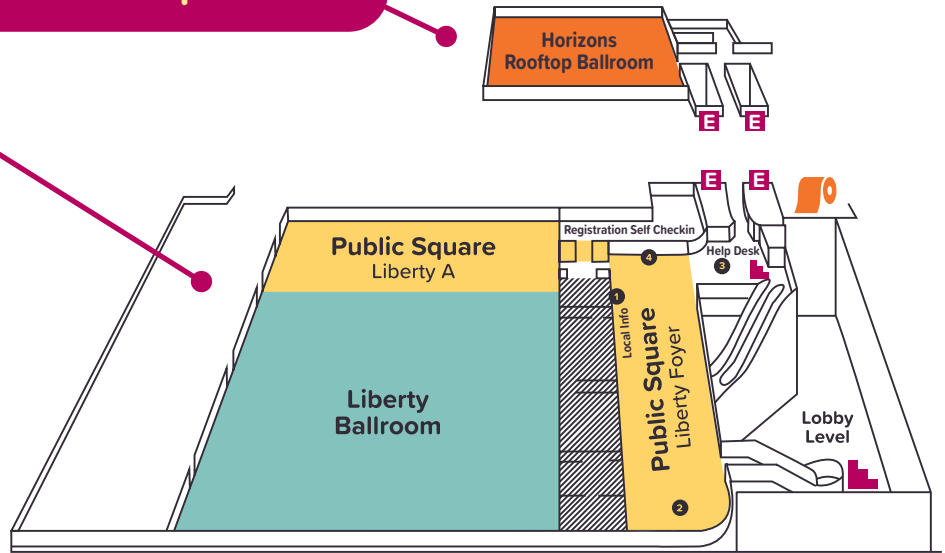 Horizons
Rooftop Ballroom
E E
E E
Registration Self Checkin
Public Square
Liberty A
4
Help Desk
3
1
Local Info
Public Square
Liberty Foyer
Liberty
Ballroom
Lobby
Level
2